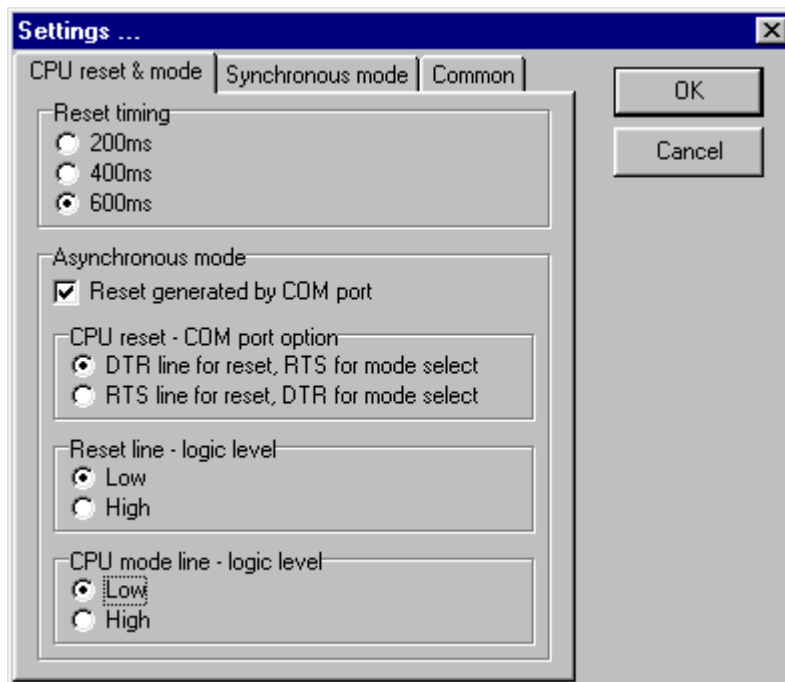 Settings ...
CPU reset & mode
Synchronous mode
Common
OK
Cancel
Reset timing
200ms
400ms
600ms
Asynchronous mode
Reset generated by COM port
CPU reset - COM port option
DTR line for reset, RTS for mode select
RTS line for reset, DTR for mode select
Reset line - logic level
Low
High
CPU mode line - logic level
Low
High